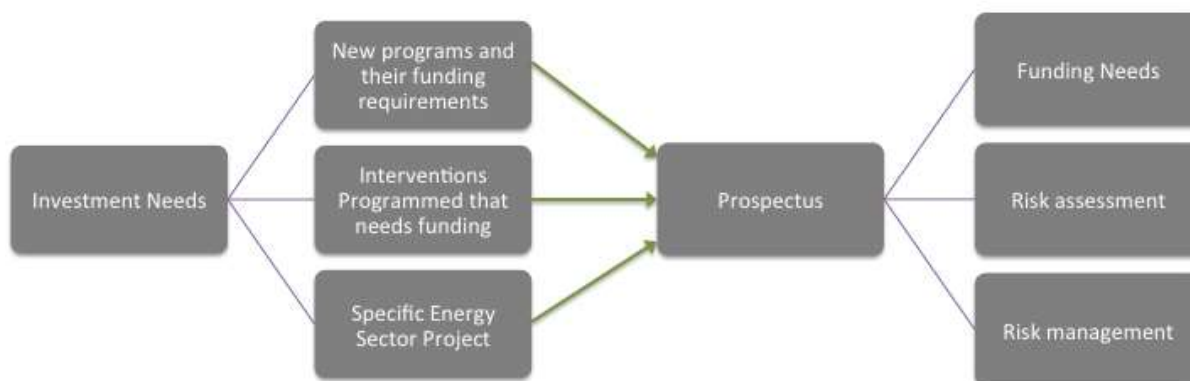 Investment Needs
New programs and
their funding
requirements
Interventions
Programmed that
needs funding
Specific Energy
Sector Project
Prospectus
Funding Needs
Risk assessment
Risk management